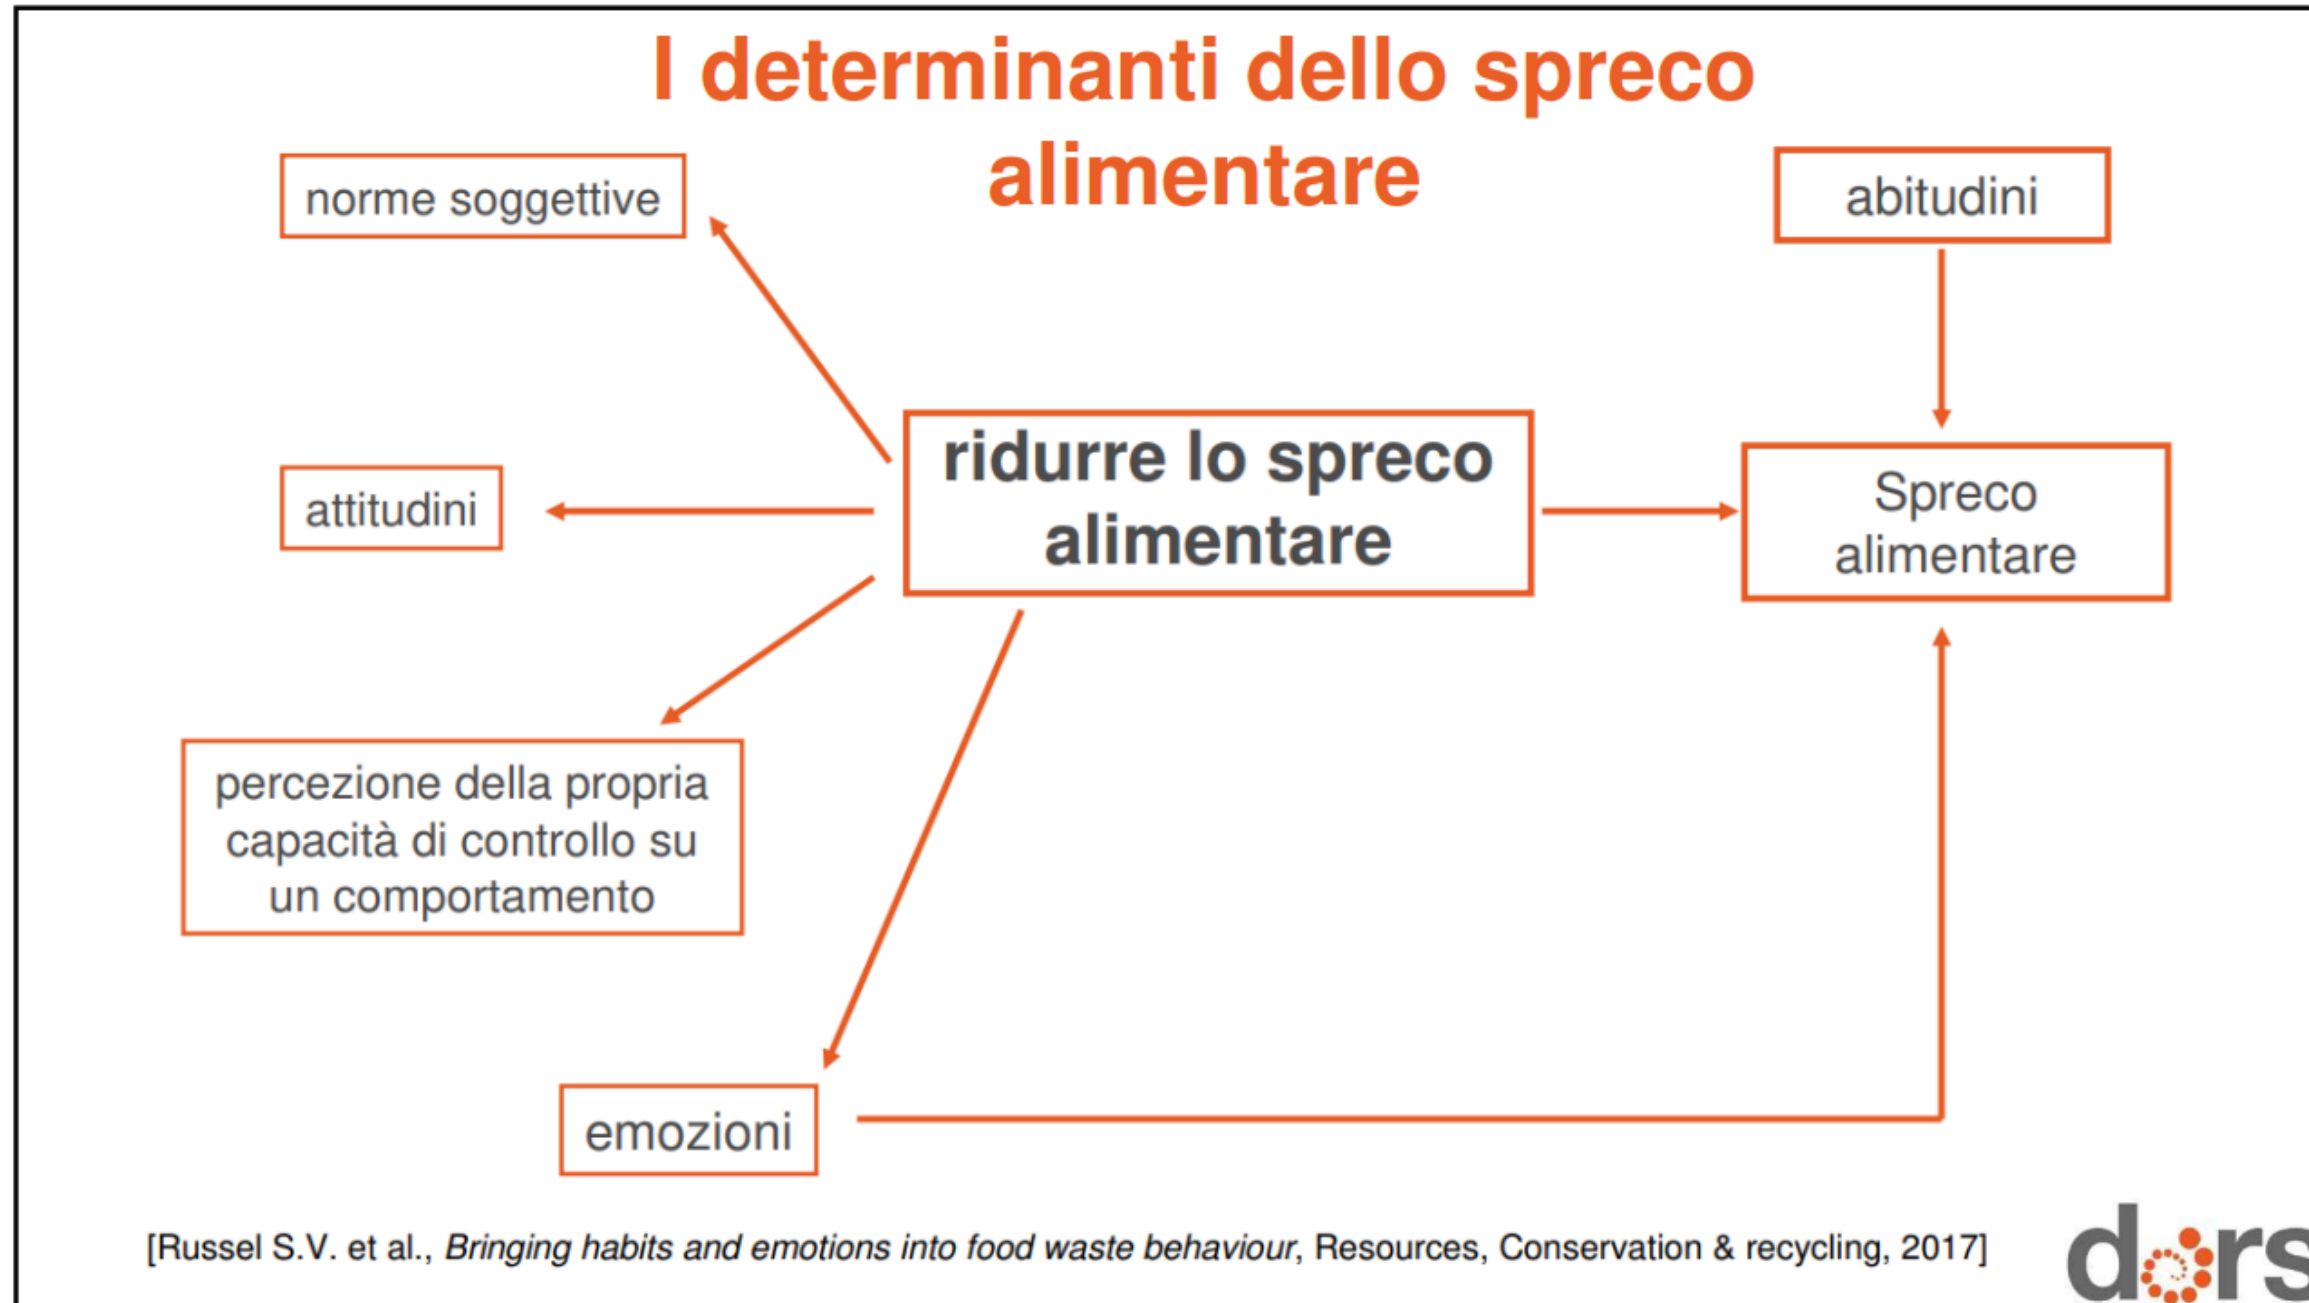 I determinanti dello spreco
alimentare
norme soggettive
abitudini
ridurre lo spreco
alimentare
attitudini
Spreco
alimentare
percezione della propria
capacità di controllo su
un comportamento
emozioni
[Russel S.V. et al., Bringing habits and emotions into food waste behaviour, Resources, Conservation & recycling, 2017]
dors